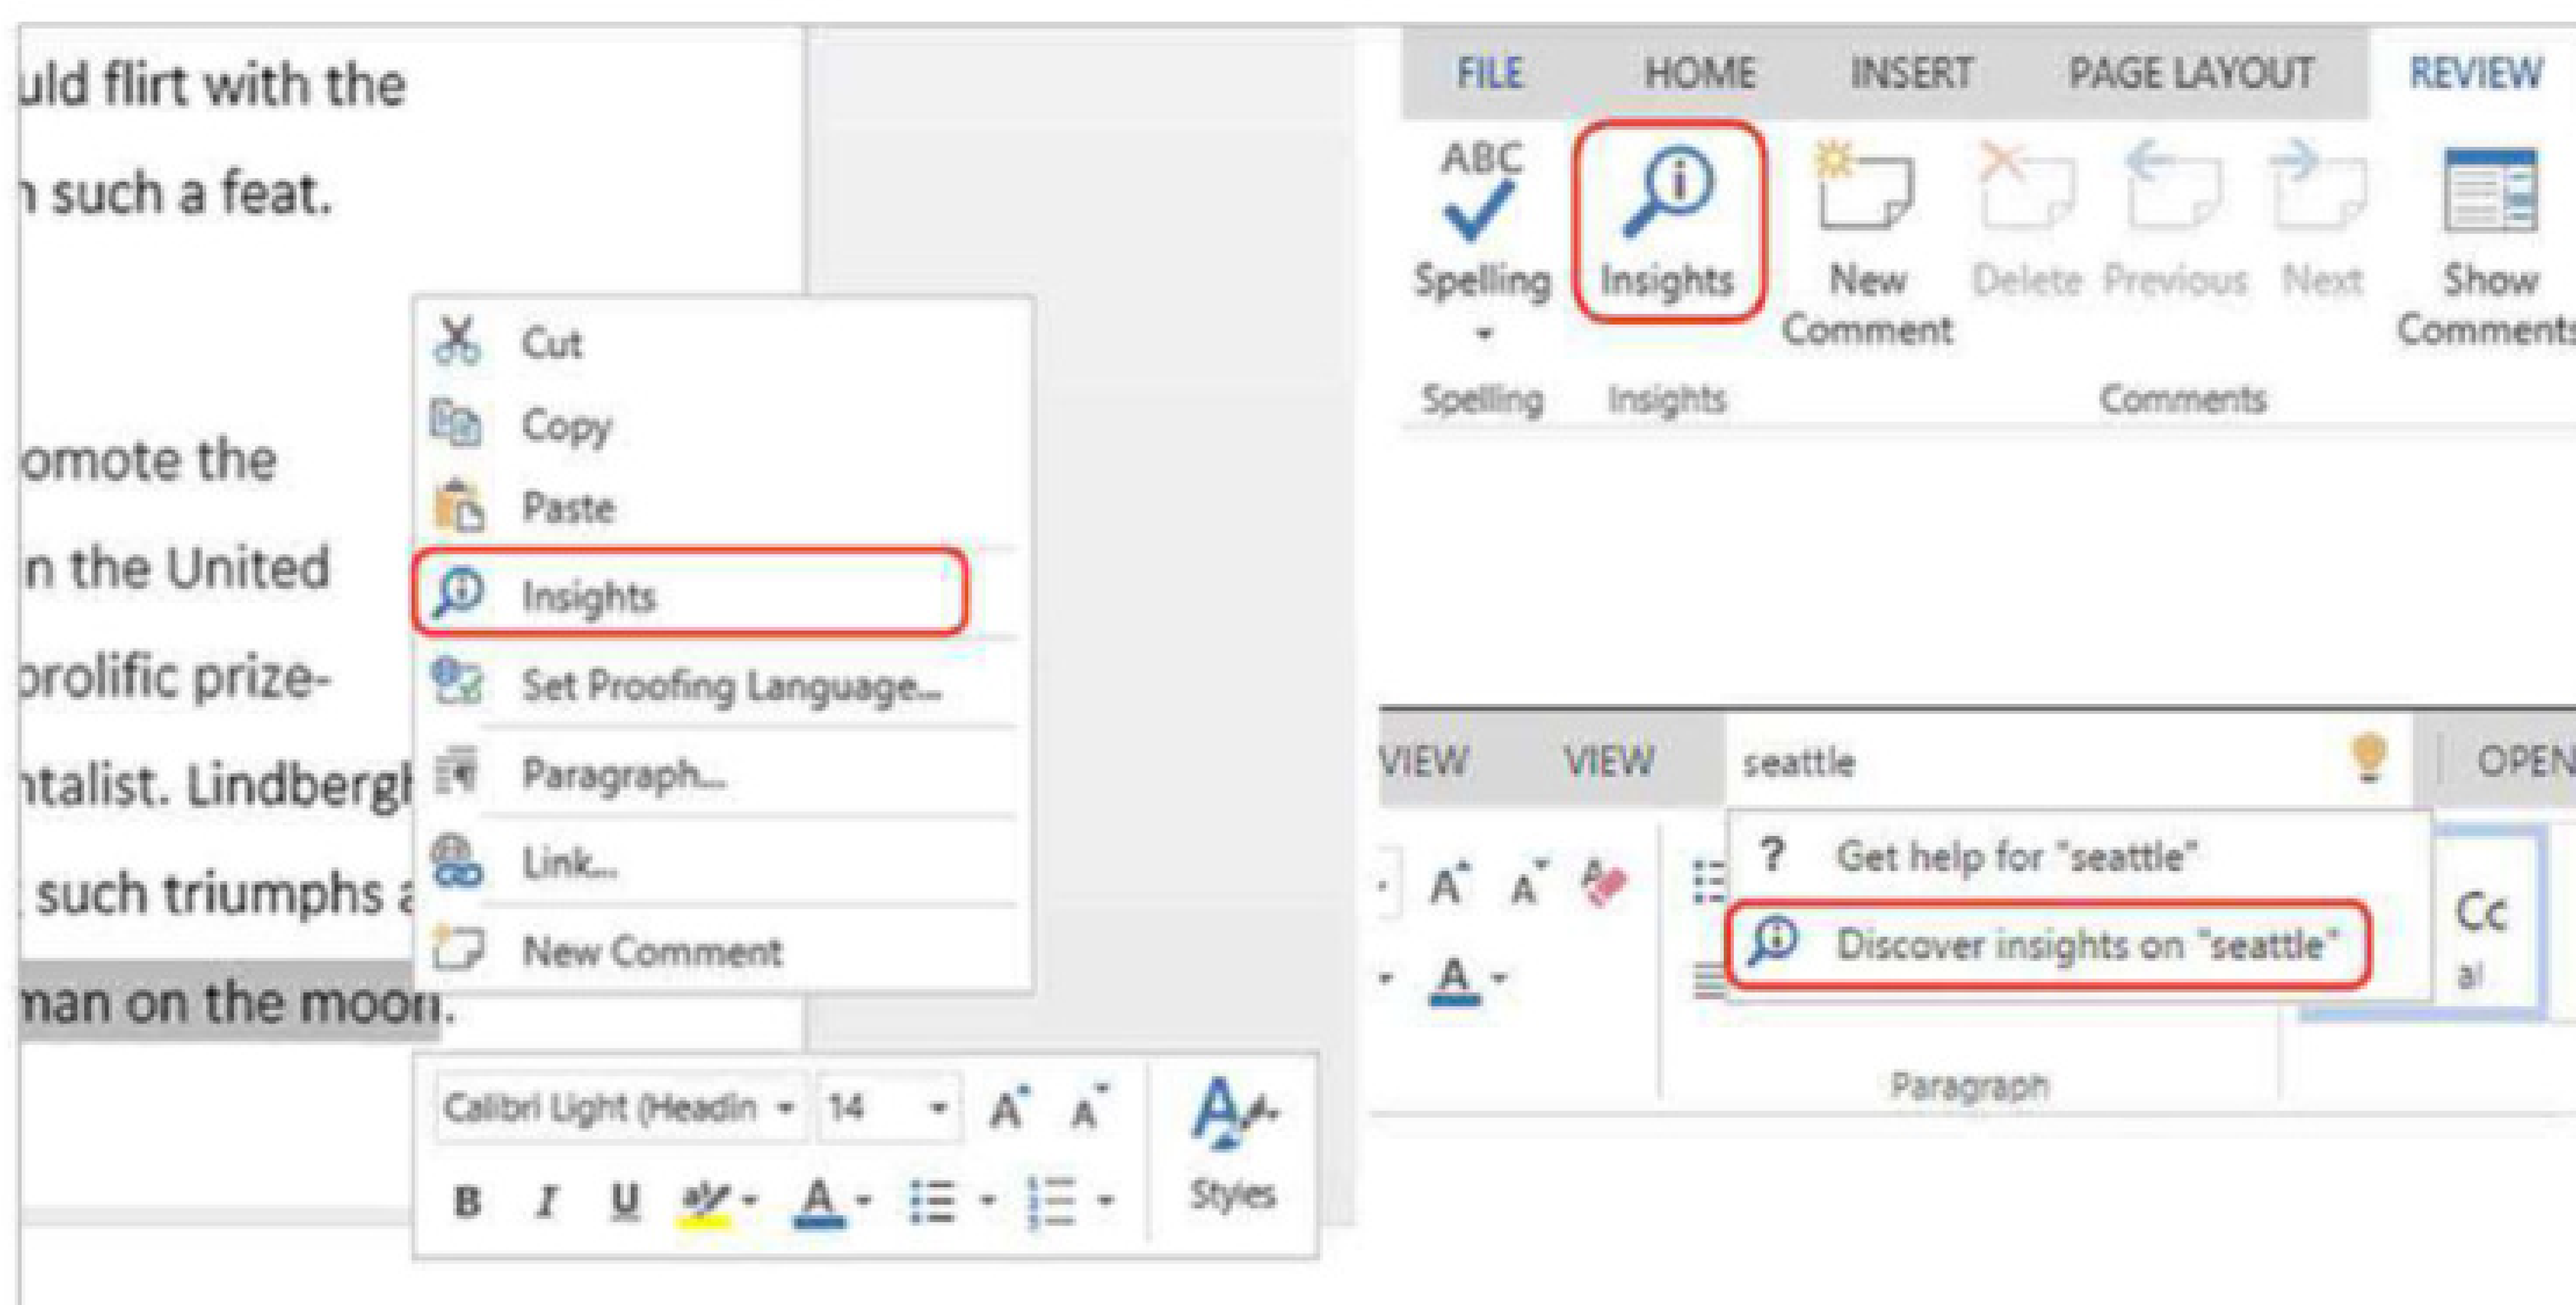 uld flirt with the
such a feat.
omote the
n the United
prolific prize-
ntalist. Lindbergh
such triumphs a
man on the moon.
Cut
Copy
Paste
Insights
Set Proofing Language...
Paragraph...
Link...
New Comment
Calibri Light (Headin 14 A A
B I U aby A Styles
FILE HOME INSERT PAGE LAYOUT REVIEW
ABC
Spelling Insights New Comment Delete Previous Next Show Comments
Spelling Insights Comments
VIEW VIEW seattle OPEN
? Get help for "seattle"
Discover insights on "seattle"
A A A
A
Cc
al
Paragraph